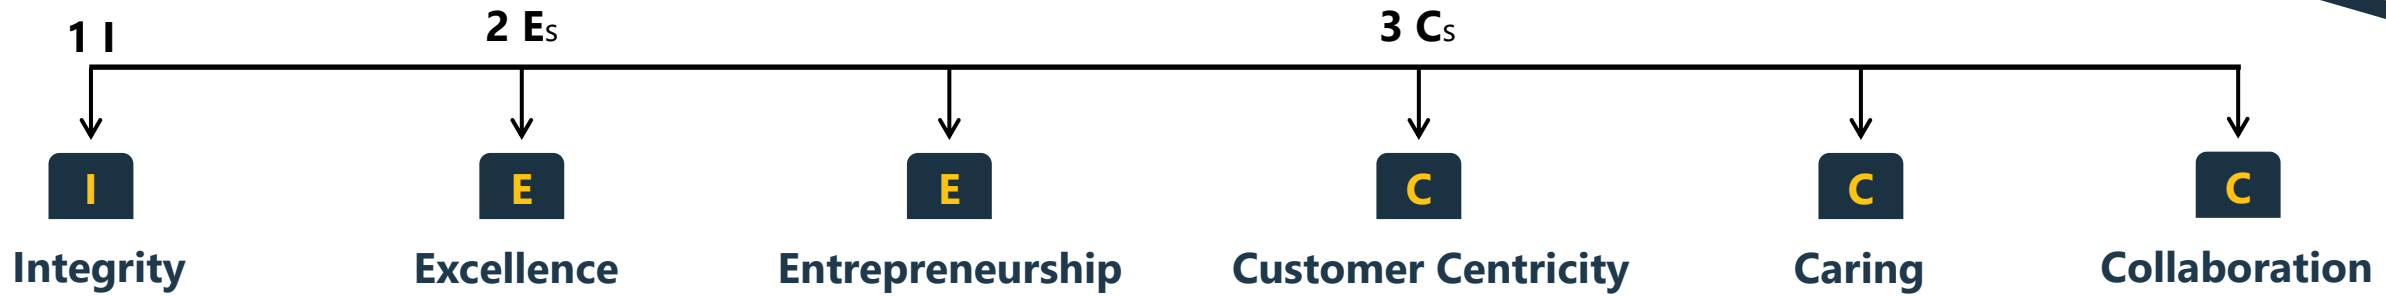 1 I 2 Es 3 Cs
I E E C C C
Integrity Excellence Entrepreneurship Customer Centricity Caring Collaboration